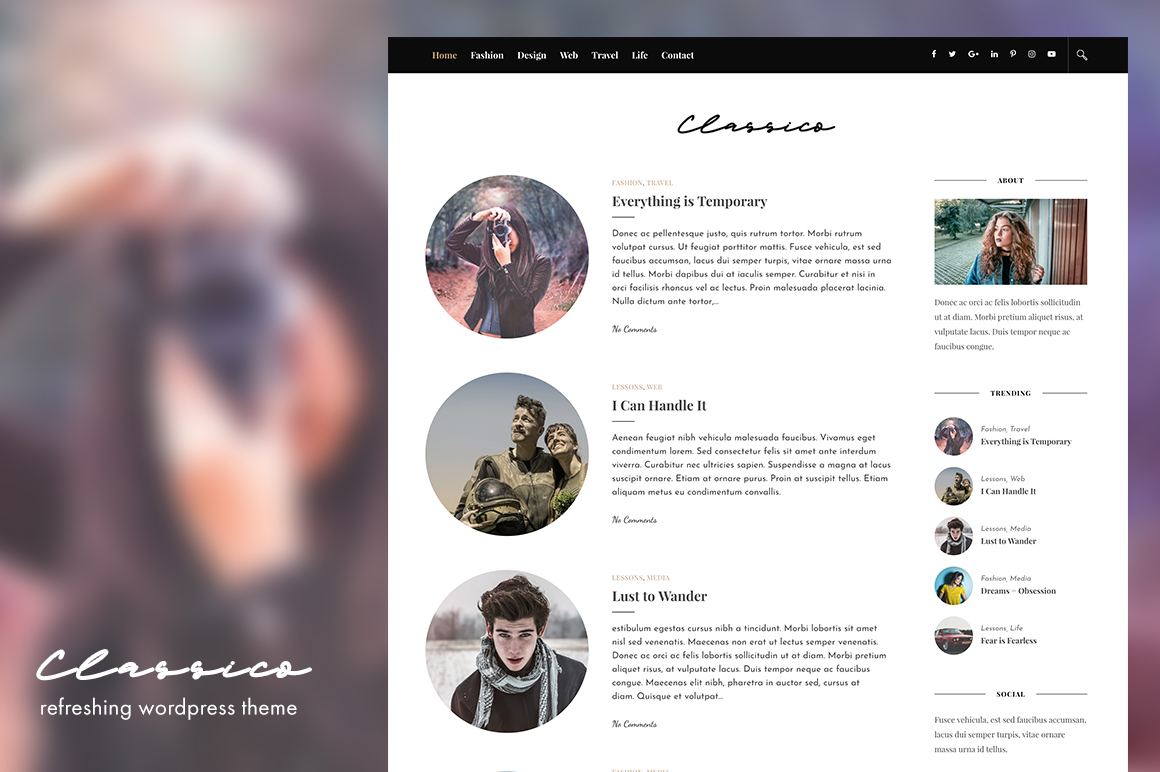 Home Fashion Design Web Travel Life Contact
Classico
FASHION, TRAVEL
Everything is Temporary
Donec ac pellentesque justo, quis rutrum tortor. Morbi rutrum
volutpat cursus. Ut feugiat porttitor mattis. Fusce vehicula, est sed
faucibus accumsan, lacus dui semper turpis, vitae ornare massa urna
id tellus. Morbi dapibus dui at iaculis semper. Curabitur et nisi in
orci facilisis rhoncus vel ac lectus. Proin malesuada placerat lacinia.
Nulla dictum ante tortor,...
No Comments
LESSONS, WEB
I Can Handle It
Aenean feugiat nibh vehicula malesuada faucibus. Vivamus eget
condimentum lorem. Sed consectetur felis sit amet ante interdum
viverra. Curabitur nec ultricies sapien. Suspendisse a magna at lacus
suscipit ornare. Etiam at ornare purus. Proin at suscipit tellus. Etiam
aliquam metus eu condimentum convallis.
No Comments
LESSONS, MEDIA
Lust to Wander
estibulum egestas cursus nibh a tincidunt. Morbi lobortis sit amet
nisl sed venenatis. Maecenas non erat ut lectus semper venenatis.
Donec ac orci ac felis lobortis sollicitudin ut at diam. Morbi pretium
aliquet risus, at vulputate lacus. Duis tempor neque ac faucibus
congue. Maecenas elit nibh, pharetra in auctor sed, cursus at
diam. Quisque et volutpat...
No Comments
FASHION, MEDIA
ABOUT
Donec ac orci ac felis lobortis sollicitudin
ut at diam. Morbi pretium aliquet risus, at
vulputate lacus. Duis tempor neque ac
faucibus congue.
TRENDING
Fashion, Travel
Everything is Temporary
Lessons, Web
I Can Handle It
Lessons, Media
Lust to Wander
Fashion, Media
Dreams – Obsession
Lessons, Life
Fear is Fearless
SOCIAL
Fusce vehicula, est sed faucibus accumsan,
lacus dui semper turpis, vitae ornare
massa urna id tellus.
Classico
refreshing wordpress theme